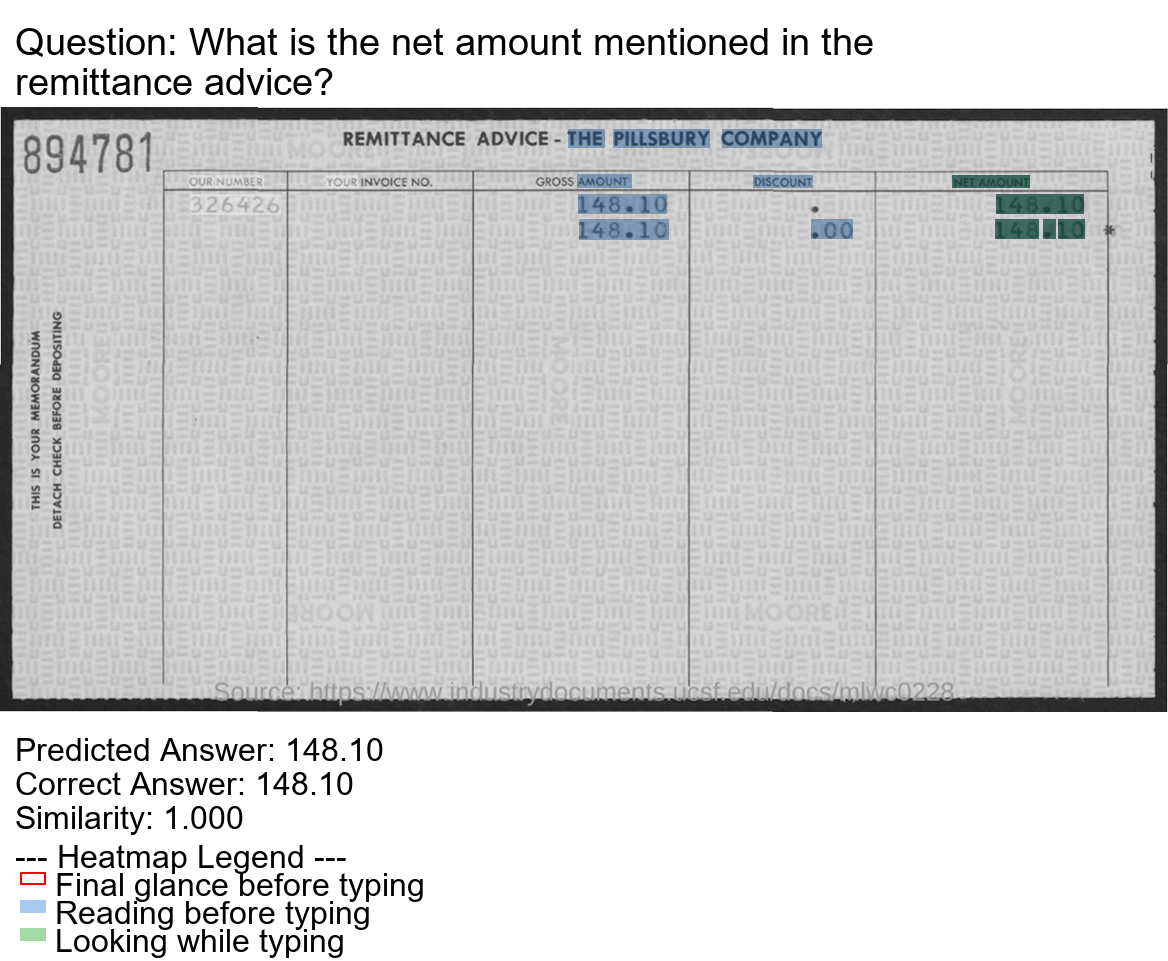 Question: What is the net amount mentioned in the
remittance advice?
894781
REMITTANCE ADVICE - THE PILLSBURY COMPANY
OUR NUMBER YOUR INVOICE NO. GROSS AMOUNT DISCOUNT NET AMOUNT
326426 148.10 . 148.10
148.10 .00 148.10 *
THIS IS YOUR MEMORANDUM
DETACH CHECK BEFORE DEPOSITING
MOORE
MOORE
MOORE
MOORE
MOORE
Source: https://www.industrydocuments.ucsf.edu/docs/mlwc0228
Predicted Answer: 148.10
Correct Answer: 148.10
Similarity: 1.000
--- Heatmap Legend ---
Final glance before typing
Reading before typing
Looking while typing